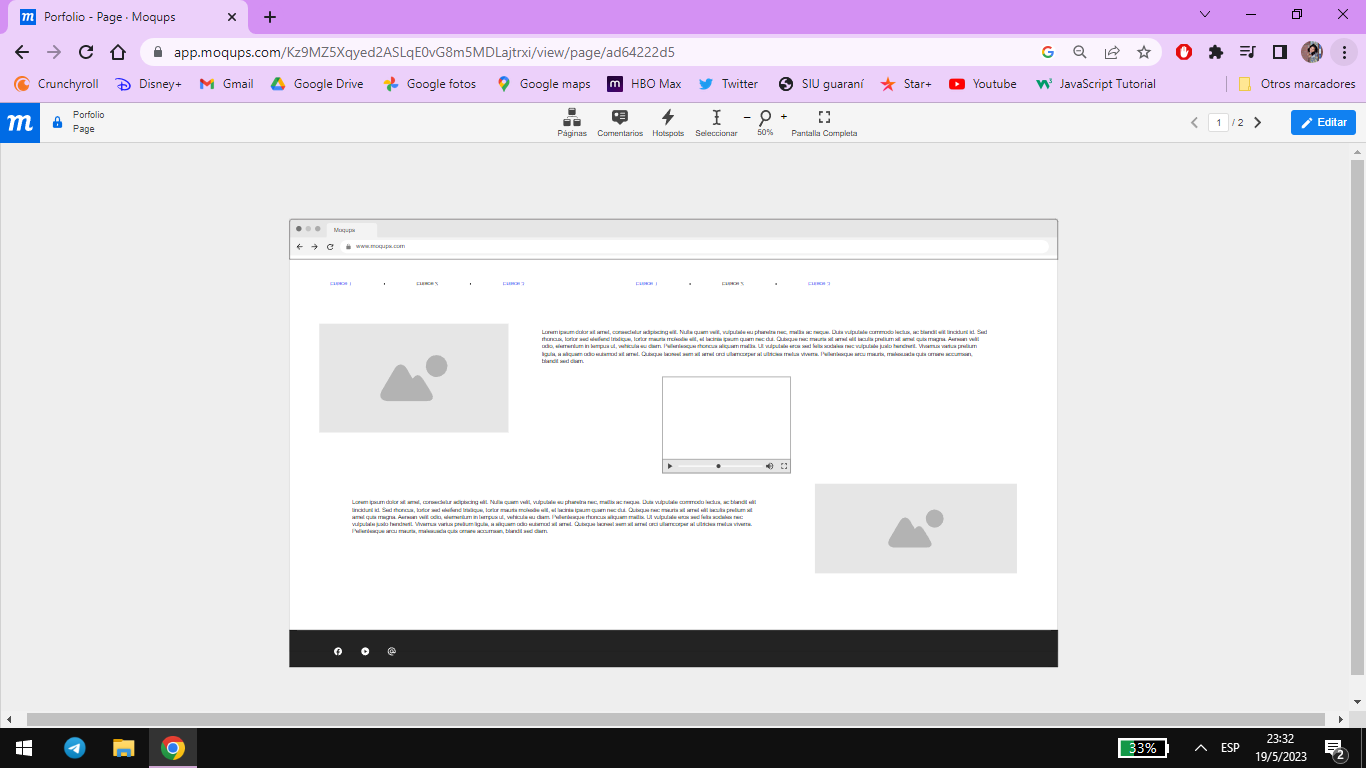 Porfolio - Page · Moqups
app.moqups.com/Kz9MZ5Xqyed2ASLqE0vG8m5MDLajtrxi/view/page/ad64222d5
Crunchyroll Disney+ Gmail Google Drive Google fotos Google maps HBO Max Twitter SIU guaraní Star+ Youtube JavaScript Tutorial Otros marcadores
m Porfolio
Page
Páginas Comentarios Hotspots Seleccionar - 50% + Pantalla Completa
1 / 2 Editar
Moqups
www.moqups.com
Lorem ipsum dolor sit amet, consectetur adipiscing elit. Nulla quam velit, vulputate eu pharetra nec, mattis ac neque. Duis vulputate commodo lectus, ac blandit elit tincidunt id. Sed
rhoncus, tortor sed eleifend tristique, tortor mauris molestie elit, et lacinia ipsum quam nec dui. Quisque nec mauris sit amet elit iaculis pretium sit amet quis magna. Aenean velit
odio, elementum in tempus ut, vehicula eu diam. Pellentesque rhoncus aliquam mattis. Ut vulputate eros sed felis sodales nec vulputate justo hendrerit. Vivamus varius pretium
ligula, a aliquam odio euismod sit amet. Quisque laoreet sem sit amet orci ullamcorper at ultricies metus viverra. Pellentesque arcu mauris, malesuada quis ornare accumsan,
blandit sed diam.
Lorem ipsum dolor sit amet, consectetur adipiscing elit. Nulla quam velit, vulputate eu pharetra nec, mattis ac neque. Duis vulputate commodo lectus, ac blandit elit
tincidunt id. Sed rhoncus, tortor sed eleifend tristique, tortor mauris molestie elit, et lacinia ipsum quam nec dui. Quisque nec mauris sit amet elit iaculis pretium sit
amet quis magna. Aenean velit odio, elementum in tempus ut, vehicula eu diam. Pellentesque rhoncus aliquam mattis. Ut vulputate eros sed felis sodales nec
vulputate justo hendrerit. Vivamus varius pretium ligula, a aliquam odio euismod sit amet. Quisque laoreet sem sit amet orci ullamcorper at ultricies metus viverra.
Pellentesque arcu mauris, malesuada quis ornare accumsan, blandit sed diam.
33% ESP 23:32
19/5/2023 2